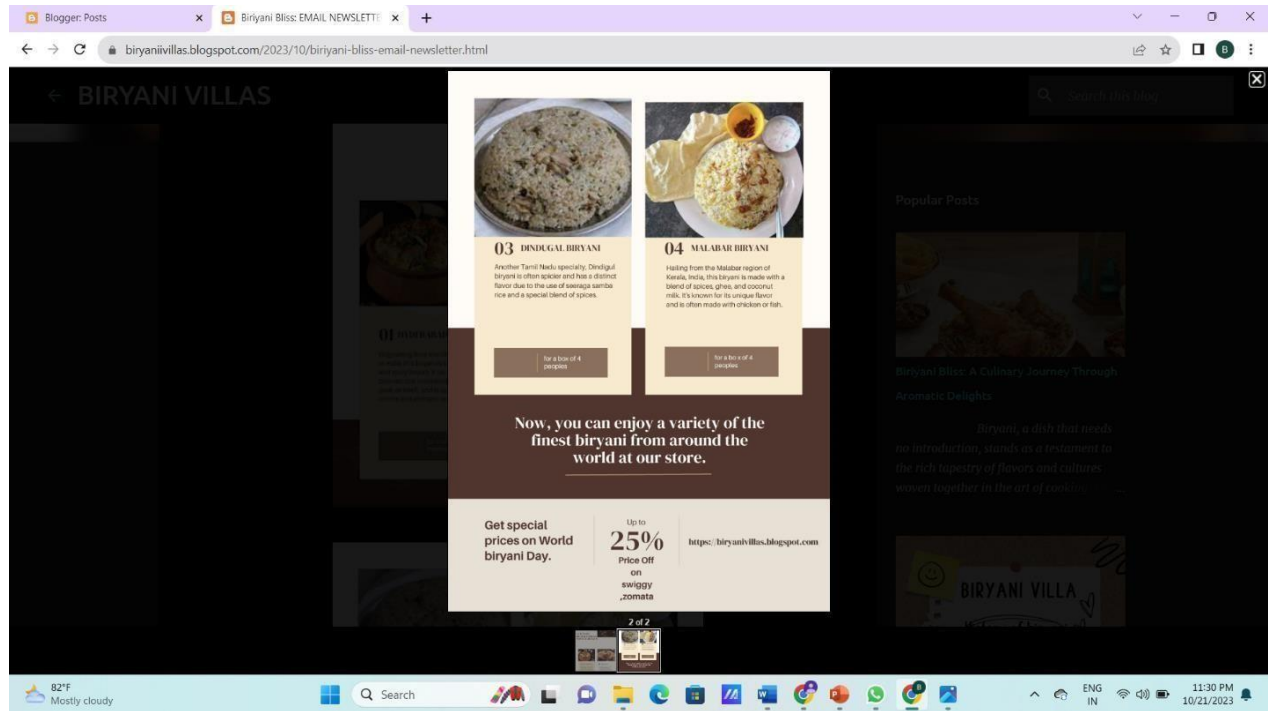 Blogger: Posts
Biriyani Bliss: EMAIL NEWSLETTE
biryaniivillas.blogspot.com/2023/10/biriyani-bliss-email-newsletter.html
B
BIRYANI VILLAS
Search this blog
03 DINDUGAL BIRYANI
Another Tamil Nadu specialty, Dindigul
biryani is often spicier and has a distinct
flavor due to the use of seeraga samba
rice and a special blend of spices.
for a box of 4
peoples
04 MALABAR BIRYANI
Hailing from the Malabar region of
Kerala, India, this biryani is made with a
blend of spices, ghee, and coconut
milk. It's known for its unique flavor
and is often made with chicken or fish.
for a box of 4
peoples
Now, you can enjoy a variety of the
finest biryani from around the
world at our store.
Get special
prices on World
biryani Day.
Up to
25%
Price Off
on
swiggy
,zomata
https://biryanivillas.blogspot.com
2 of 2
Popular Posts
Biriyani Bliss: A Culinary Journey Through
Aromatic Delights
Biryani, a dish that needs
no introduction, stands as a testament to
the rich tapestry of flavors and cultures
woven together in the art of cooking
BIRYANI VILLA
82°F
Mostly cloudy
Search
ENG
IN
11:30 PM
10/21/2023